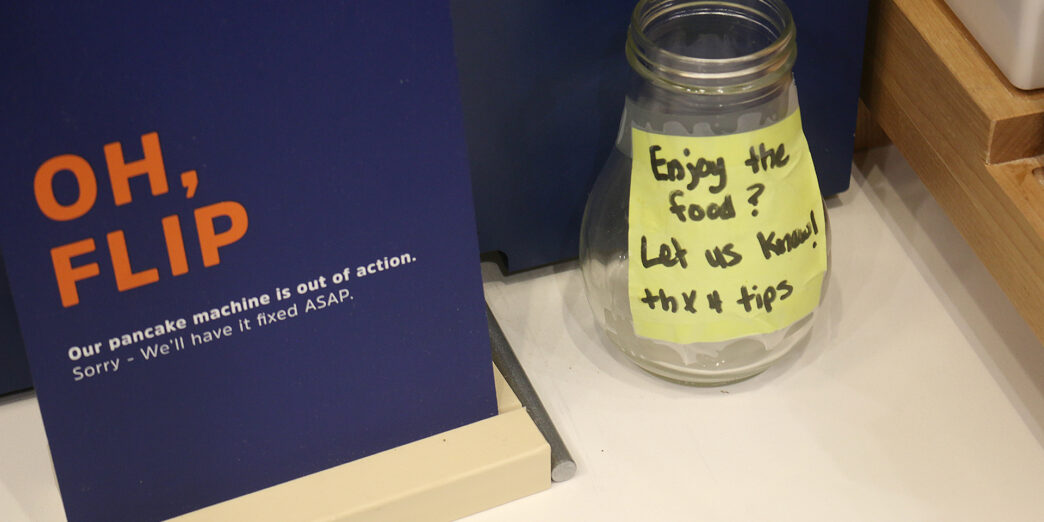 OH,
FLIP
Our pancake machine is out of action.
Sorry - We'll have it fixed ASAP.
Enjoy the
food?
Let us know!
thx # tips